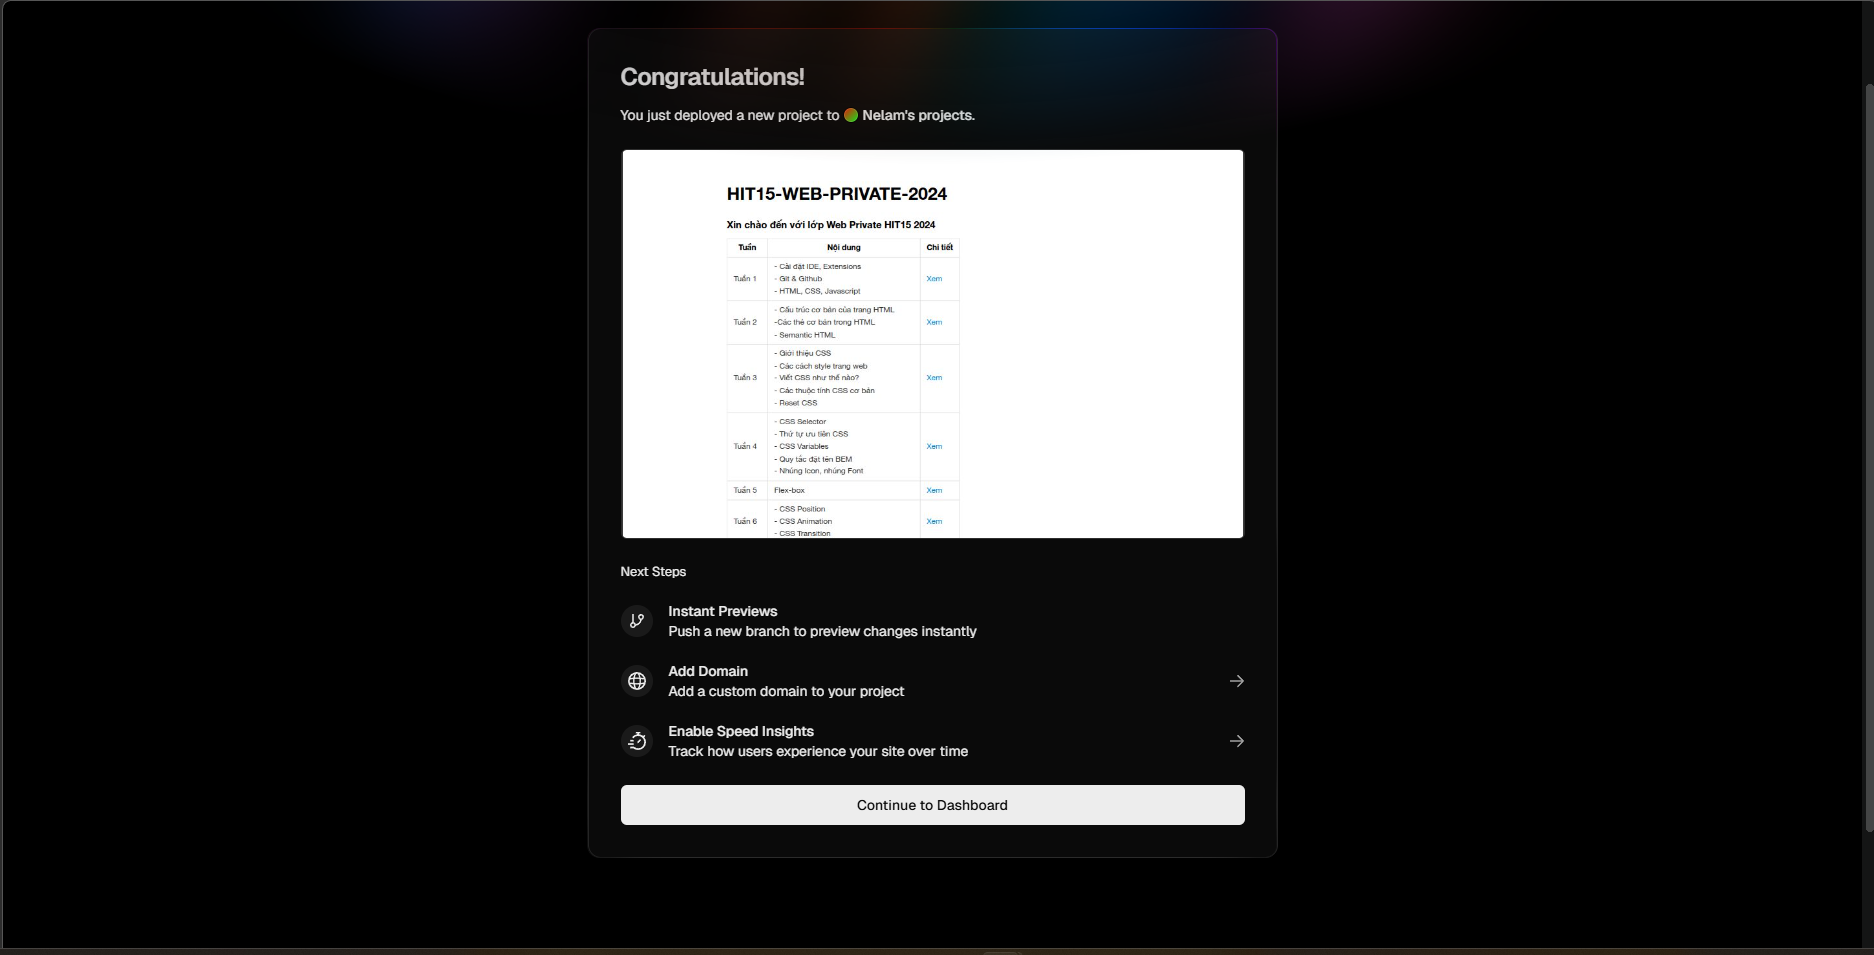 Congratulations!
You just deployed a new project to Nelam's projects.
HIT15-WEB-PRIVATE-2024
Xin chào đến với lớp Web Private HIT15 2024
Tuần Nội dung Chi tiết
Tuần 1
- Cài đặt IDE, Extensions
- Git & Github
- HTML, CSS, Javascript
Xem
Tuần 2
- Cấu trúc cơ bản của trang HTML
-Các thẻ cơ bản trong HTML
- Semantic HTML
Xem
Tuần 3
- Giới thiệu CSS
- Các cách style trang web
- Viết CSS như thế nào?
- Các thuộc tính CSS cơ bản
- Reset CSS
Xem
Tuần 4
- CSS Selector
- Thứ tự ưu tiên CSS
- CSS Variables
- Quy tắc đặt tên BEM
- Nhúng Icon, nhúng Font
Xem
Tuần 5 Flex-box Xem
Tuần 6
- CSS Position
- CSS Animation
- CSS Transition
Xem
Next Steps
Instant Previews
Push a new branch to preview changes instantly
Add Domain
Add a custom domain to your project
Enable Speed Insights
Track how users experience your site over time
Continue to Dashboard